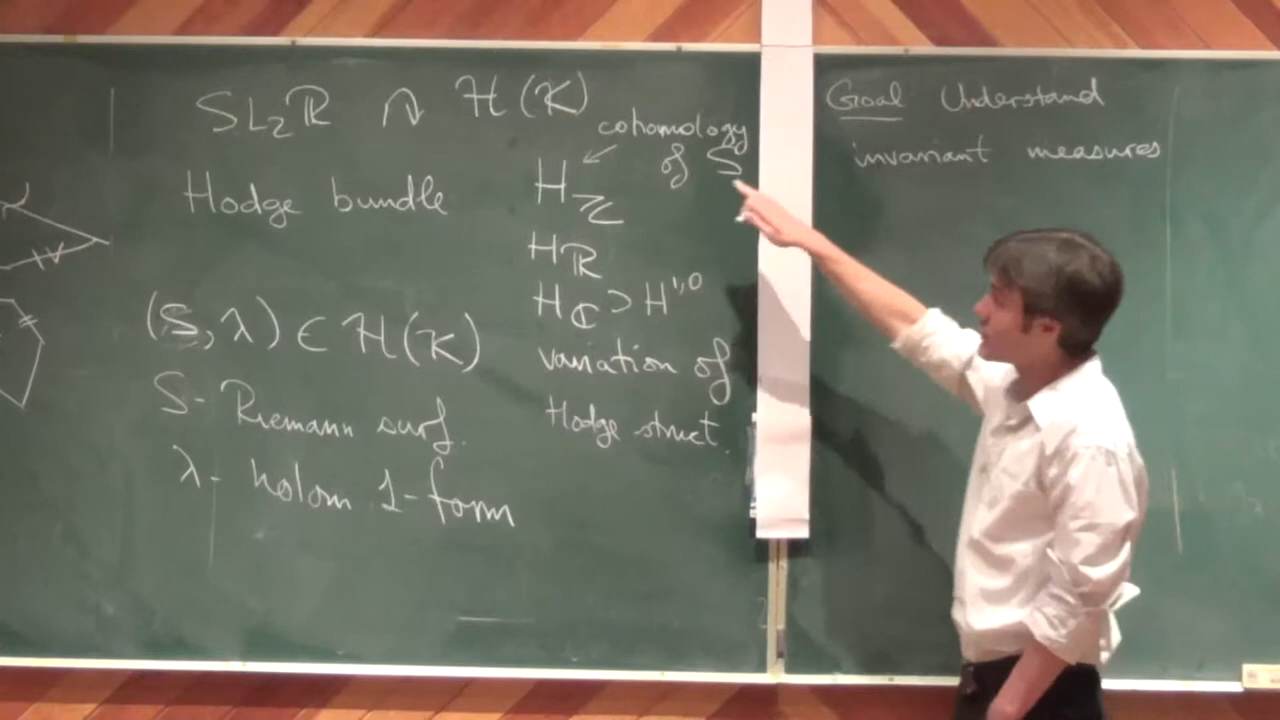 SL₂ℝ ↷ ℋ(κ)
Hodge bundle
(S, λ) ∈ ℋ(κ)
S - Riemann surf.
λ - holom 1-form
cohomology
of S
H_ℤ
H_ℝ
H_ℂ ⊃ H^{1,0}
variation of
Hodge struct.
Goal Understand
invariant measures